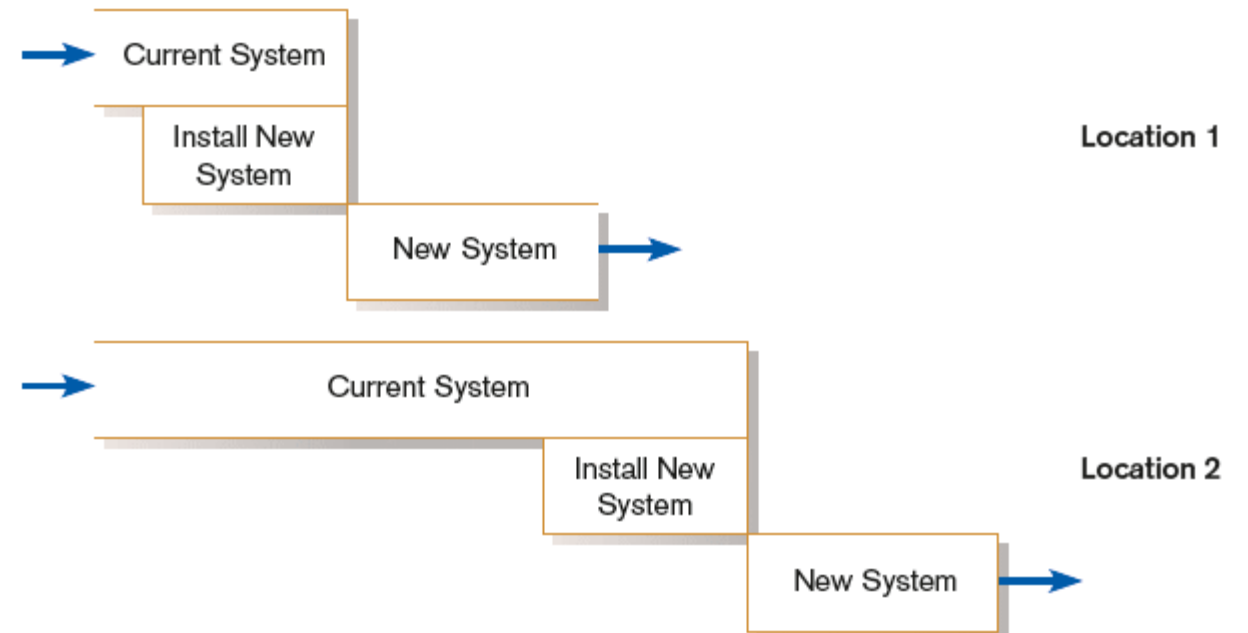 Current System
Install New
System
Location 1
New System
Current System
Install New
System
Location 2
New System